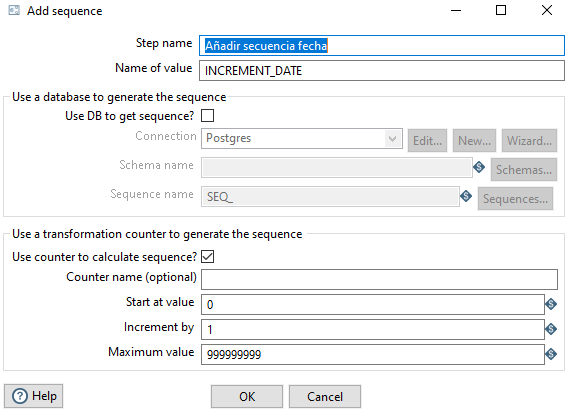 Add sequence
Step name Añadir secuencia fecha
Name of value INCREMENT_DATE
Use a database to generate the sequence
Use DB to get sequence?
Connection Postgres Edit... New... Wizard...
Schema name Schemas...
Sequence name SEQ_ Sequences...
Use a transformation counter to generate the sequence
Use counter to calculate sequence?
Counter name (optional)
Start at value 0
Increment by 1
Maximum value 999999999
Help OK Cancel